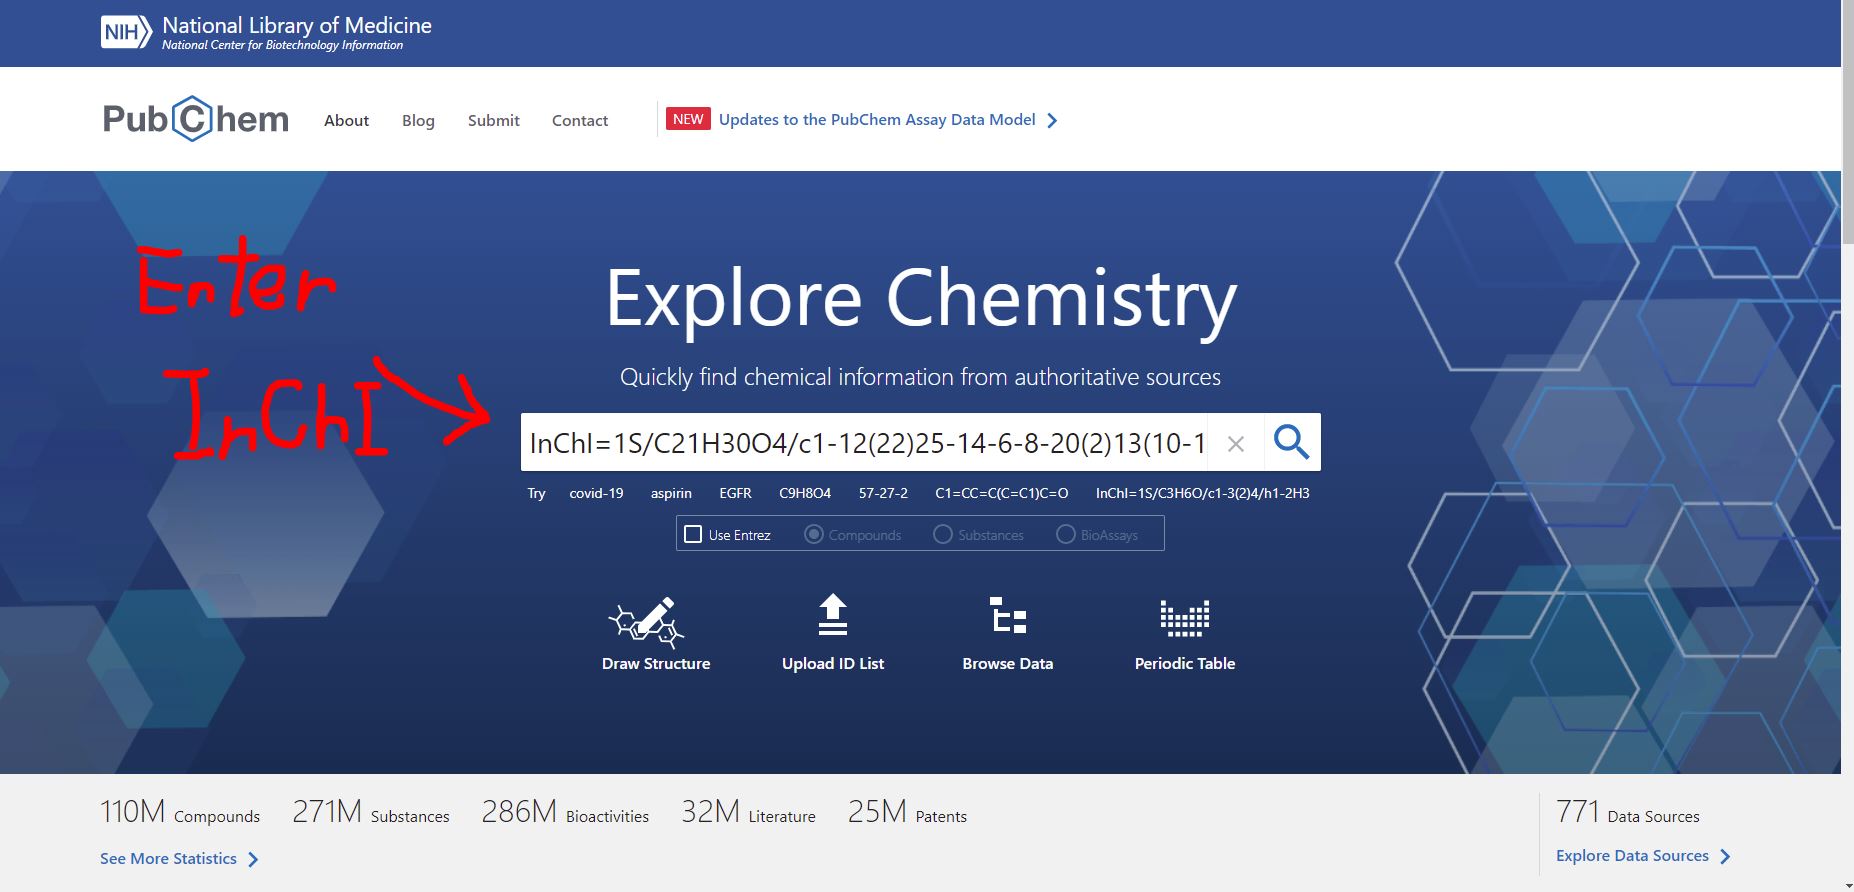 NIH National Library of Medicine
National Center for Biotechnology Information
PubChem About Blog Submit Contact NEW Updates to the PubChem Assay Data Model
Enter
InChI
Explore Chemistry
Quickly find chemical information from authoritative sources
InChI=1S/C21H30O4/c1-12(22)25-14-6-8-20(2)13(10-1
Try covid-19 aspirin EGFR C9H8O4 57-27-2 C1=CC=C(C=C1)C=O InChI=1S/C3H6O/c1-3(2)4/h1-2H3
Use Entrez Compounds Substances BioAssays
Draw Structure Upload ID List Browse Data Periodic Table
110M Compounds 271M Substances 286M Bioactivities 32M Literature 25M Patents 771 Data Sources
See More Statistics Explore Data Sources